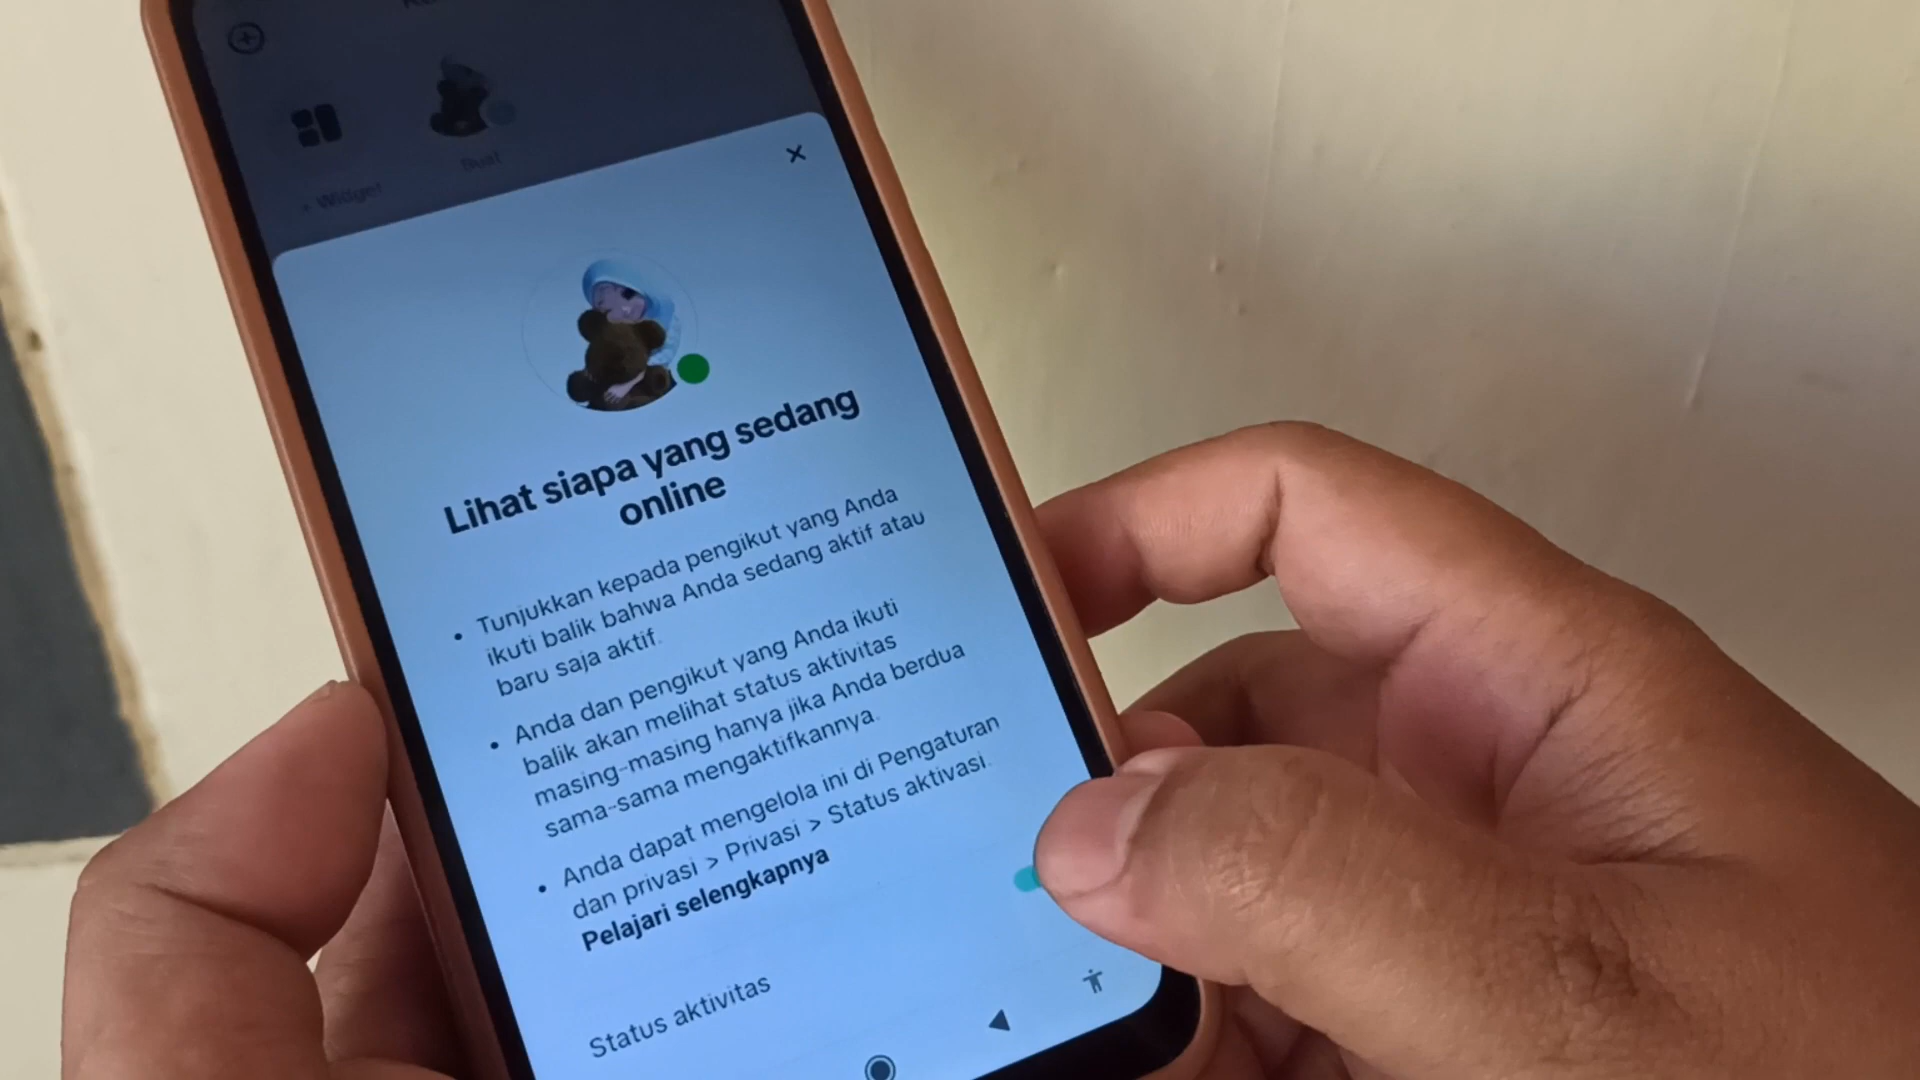 + Widget
Buat
Lihat siapa yang sedang
online
• Tunjukkan kepada pengikut yang Anda
ikuti balik bahwa Anda sedang aktif atau
baru saja aktif.
• Anda dan pengikut yang Anda ikuti
balik akan melihat status aktivitas
masing-masing hanya jika Anda berdua
sama-sama mengaktifkannya.
• Anda dapat mengelola ini di Pengaturan
dan privasi > Privasi > Status aktivasi.
Pelajari selengkapnya
Status aktivitas